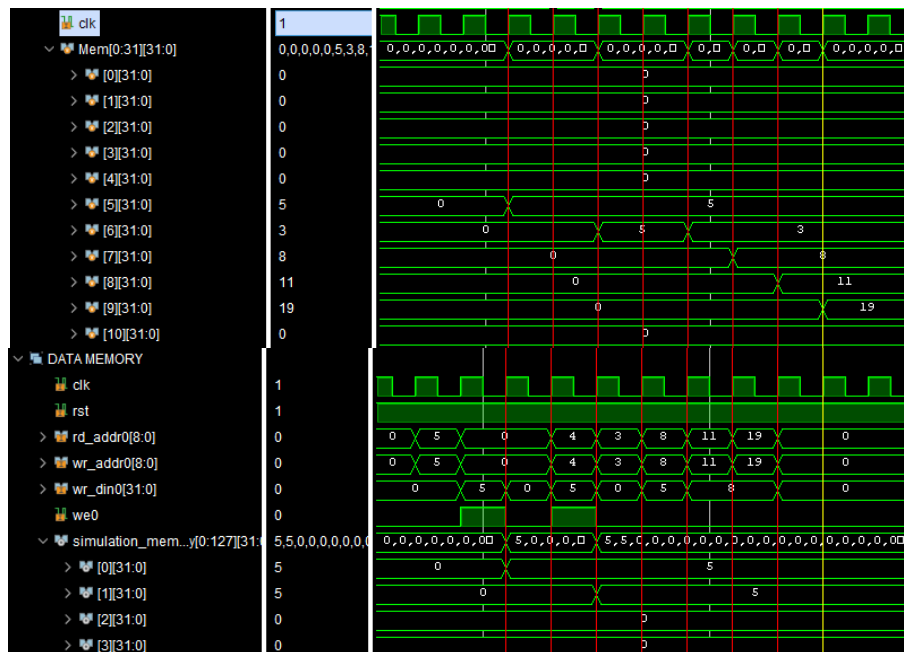 clk 1
Mem[0:31][31:0] 0,0,0,0,0,5,3,8, 0,0,0,0,0,0,0 0,0,0,0,0, 0,0,0,0,0, 0, 0, 0, 0, 0,0,0,0,0,
[0][31:0] 0 0
[1][31:0] 0 0
[2][31:0] 0 0
[3][31:0] 0 0
[4][31:0] 0 0
[5][31:0] 5 0 5
[6][31:0] 3 0 5 3
[7][31:0] 8 0 8
[8][31:0] 11 0 11
[9][31:0] 19 0 19
[10][31:0] 0 0
DATA MEMORY
clk 1
rst 1
rd_addr0[8:0] 0 0 5 0 4 3 8 11 19 0
wr_addr0[8:0] 0 0 5 0 4 3 8 11 19 0
wr_din0[31:0] 0 0 5 0 5 0 5 8 0
we0 0
simulation_mem...y[0:127][31: 5,5,0,0,0,0,0,0, 0,0,0,0,0,0,0 5,0,0,0, 5,5,0,0,0,0,0,0,0,0,0,0,0,0,0,0
[0][31:0] 5 0 5
[1][31:0] 5 0 5
[2][31:0] 0 0
[3][31:0] 0 0